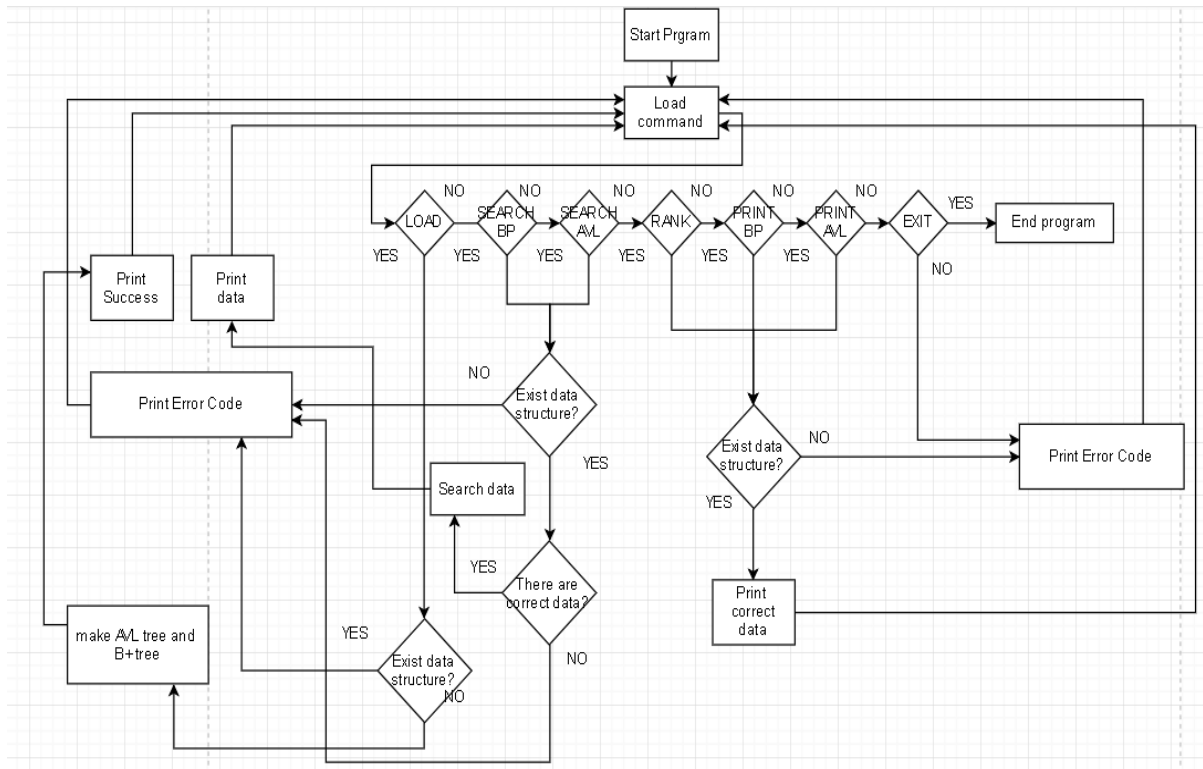 Start Prgram
Load
command
NO
NO
NO
NO
NO
NO
YES
LOAD
SEARCH
BP
SEARCH
AVL
RANK
PRINT
BP
PRINT
AVL
EXIT
End program
YES
YES
YES
YES
YES
YES
NO
Print
Success
Print
data
NO
Print Error Code
Exist data
structure?
YES
Exist data
structure?
NO
Print Error Code
YES
Search data
YES
There are
correct data?
NO
Print
correct
data
make AVL tree and
B+tree
YES
Exist data
structure?
NO